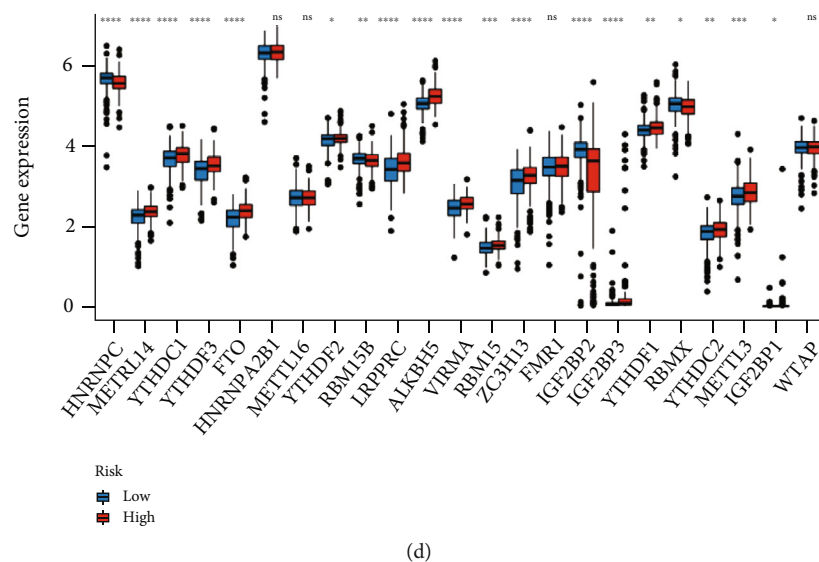 **** **** **** **** **** ns ns * ** **** **** **** *** **** ns **** **** ** * ** *** * ns
Gene expression
6
4
2
0
HNRNPC METRL14 YTHDC1 YTHDF3 FTO HNRNPA2B1 METTL16 YTHDF2 RBM15B LRPPRC ALKBH5 VIRMA RBM15 ZC3H13 FMR1 IGF2BP2 IGF2BP3 YTHDF1 RBMX YTHDC2 METTL3 IGF2BP1 WTAP
Risk
Low
High
(d)